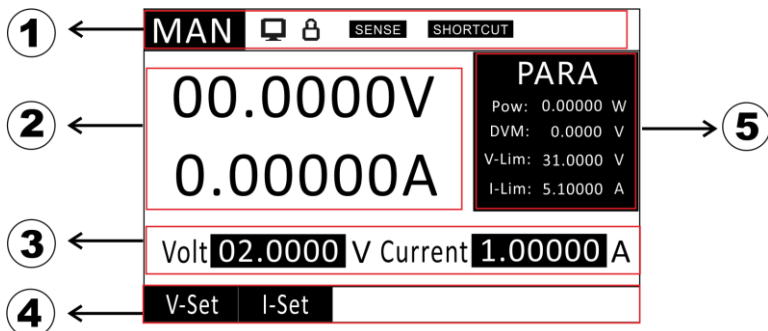 1 MAN SENSE SHORTCUT
2 00.0000V
0.00000A
PARA
Pow: 0.00000 W
DVM: 0.0000 V
V-Lim: 31.0000 V
I-Lim: 5.10000 A
5
3 Volt 02.0000 V Current 1.00000 A
4 V-Set I-Set